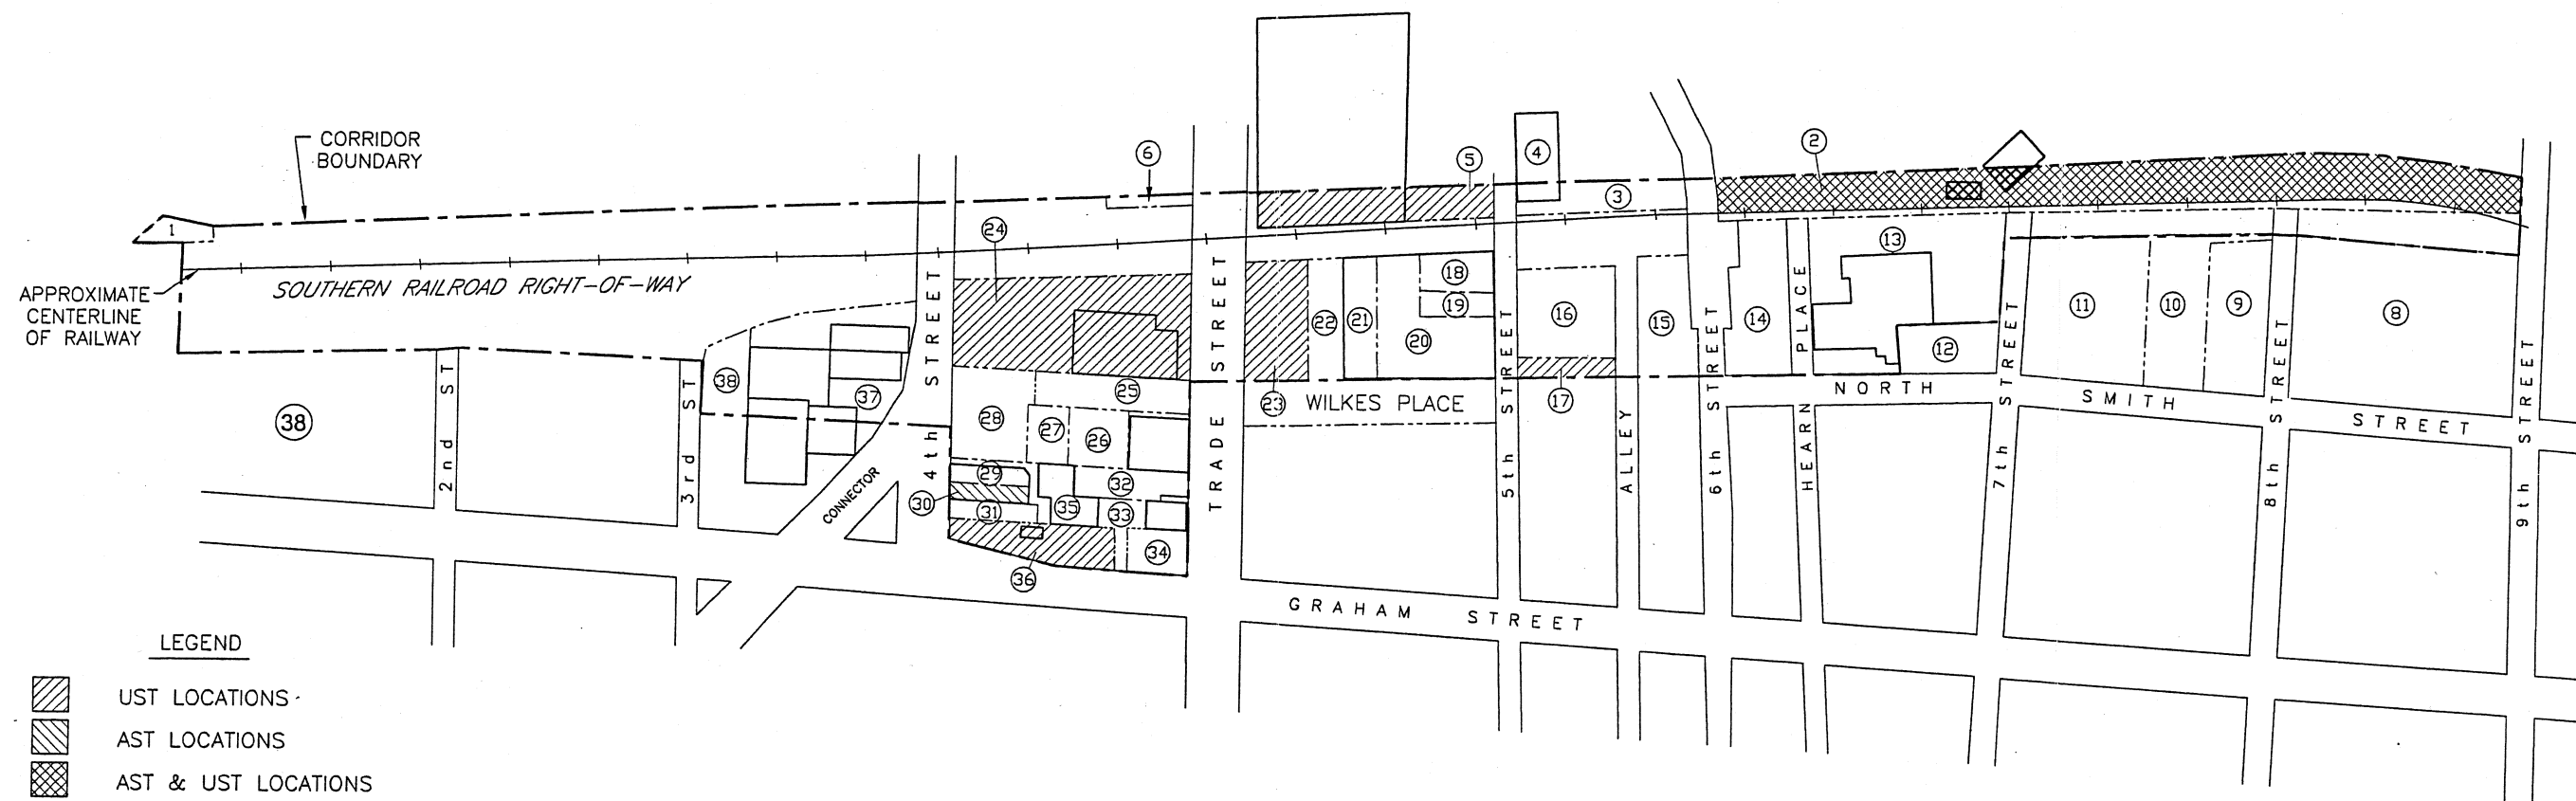 CORRIDOR
BOUNDARY
6
5
4
2
3
1
24
13
APPROXIMATE
CENTERLINE
OF RAILWAY
SOUTHERN RAILROAD RIGHT-OF-WAY
18
19
22
21
20
16
15
14
12
11
10
9
8
38
37
38
25
28
27
26
23
WILKES PLACE
17
29
30
31
32
35
33
34
36
2nd ST
3rd ST
CONNECTOR
4th STREET
TRADE STREET
5th STREET
ALLEY
6th STREET
HEARN PLACE
7th STREET
8th STREET
9th STREET
NORTH SMITH STREET
GRAHAM STREET
LEGEND
UST LOCATIONS
AST LOCATIONS
AST & UST LOCATIONS